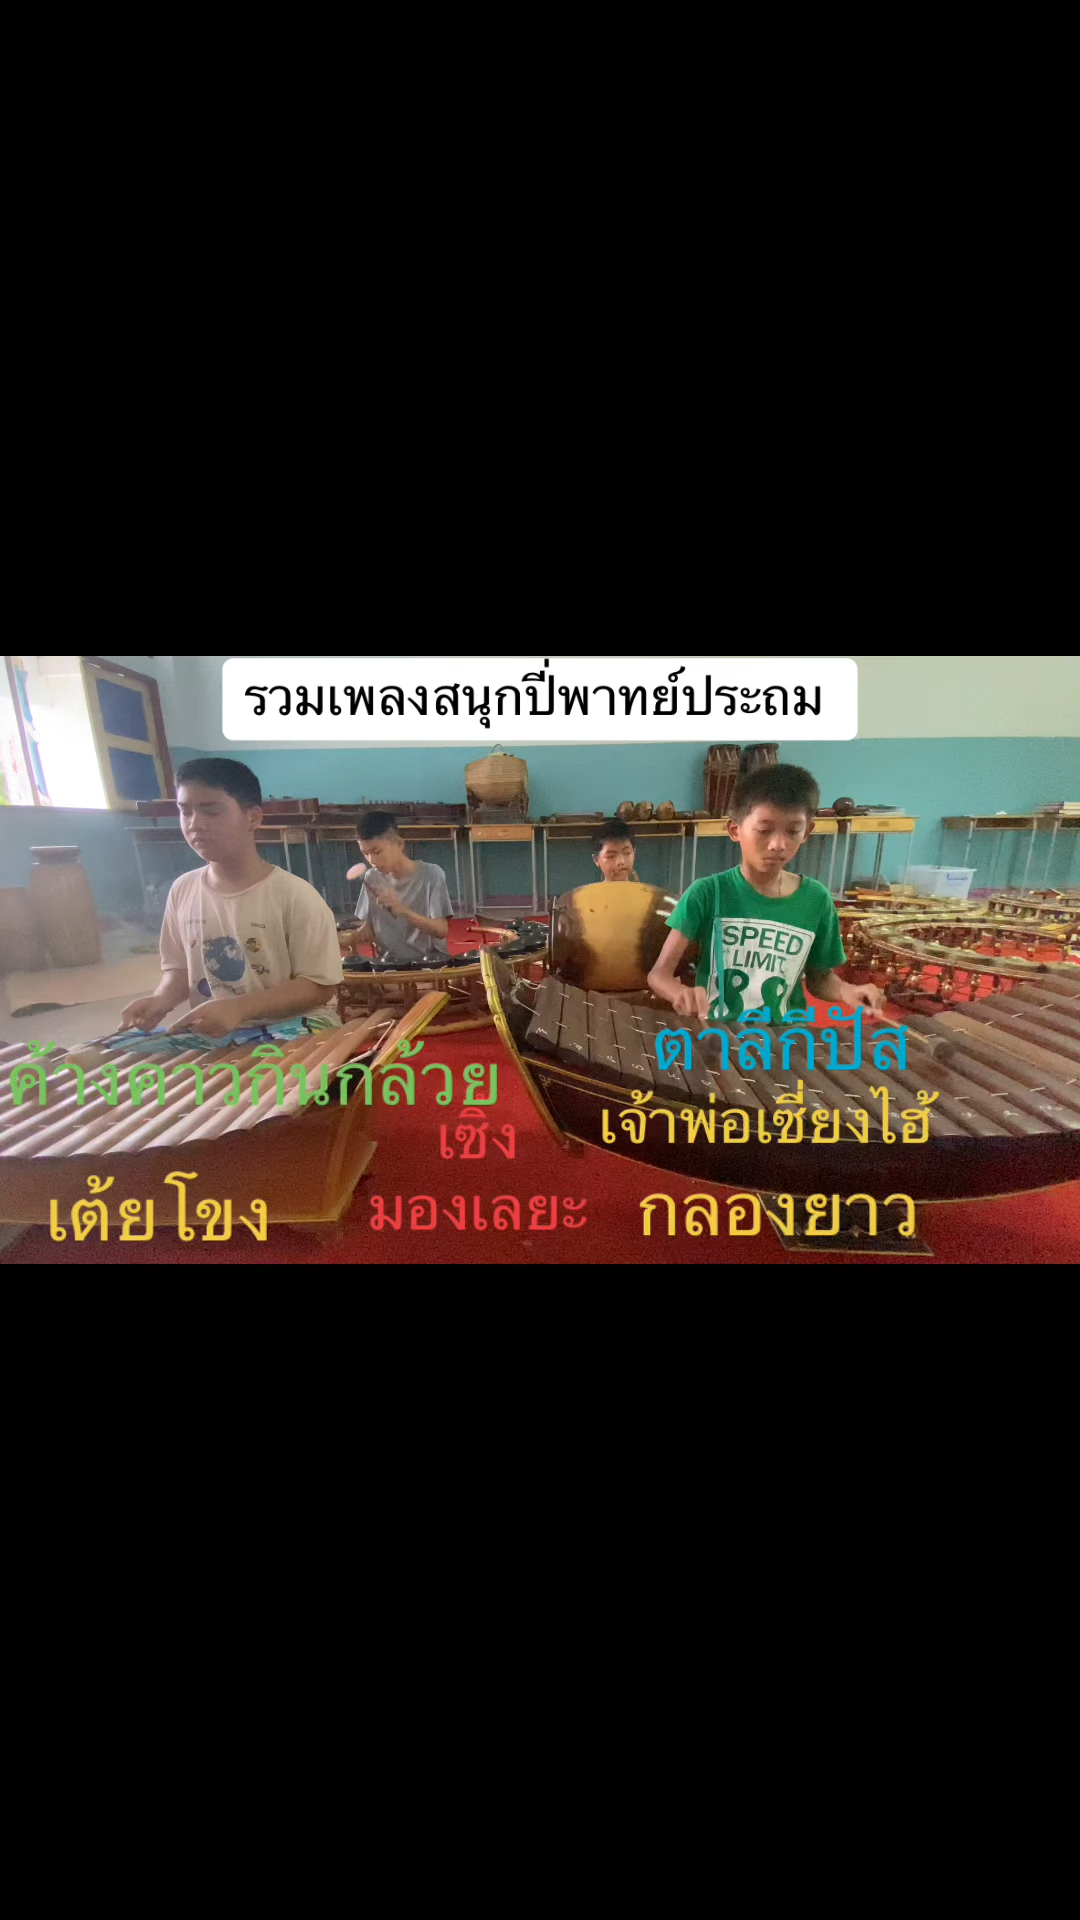 รวมเพลงสนุกปี่พาทย์ประถม
SPEED
LIMIT
ตาลีกีปัส
ค้างคาวกินกล้วย
เจ้าพ่อเซี่ยงไฮ้
เซิ้ง
เต้ยโขง
มองเลยะ
กลองยาว